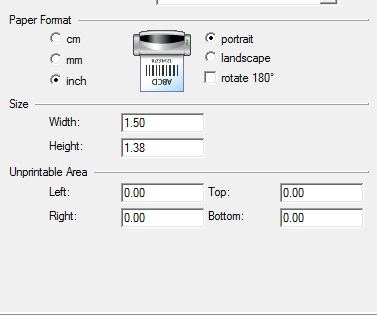 Paper Format
cm
portrait
mm
landscape
inch
rotate 180°
ABCD
Size
Width: 1.50
Height: 1.38
Unprintable Area
Left: 0.00 Top: 0.00
Right: 0.00 Bottom: 0.00